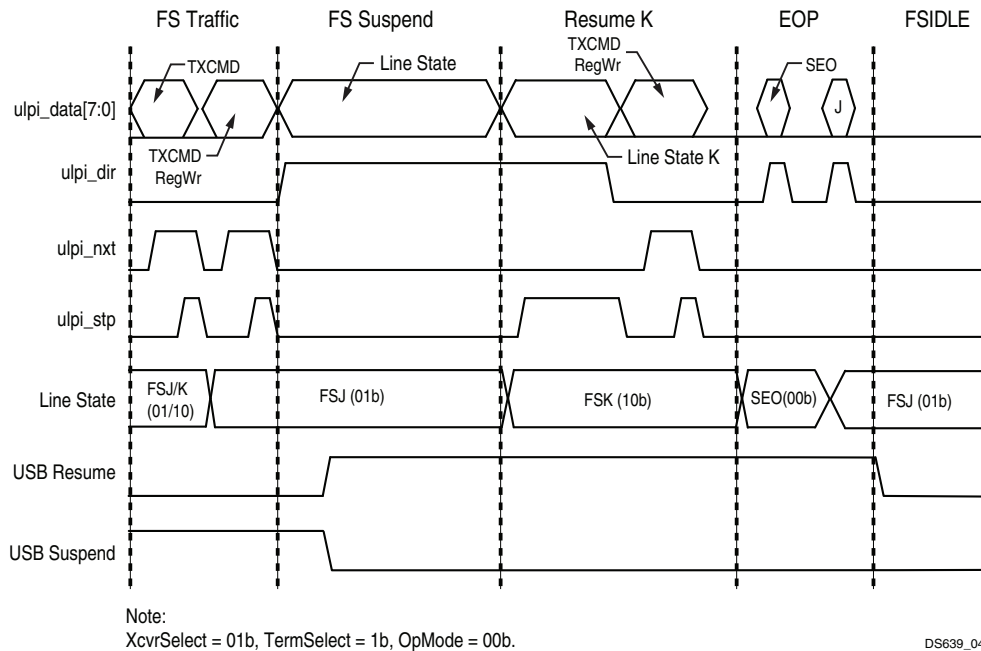 FS Traffic
FS Suspend
Resume K
EOP
FSIDLE
TXCMD
Line State
TXCMD
RegWr
SEO
ulpi_data[7:0]
J
TXCMD
RegWr
Line State K
ulpi_dir
ulpi_nxt
ulpi_stp
Line State
FSJ/K
(01/10)
FSJ (01b)
FSK (10b)
SEO(00b)
FSJ (01b)
USB Resume
USB Suspend
Note:
XcvrSelect = 01b, TermSelect = 1b, OpMode = 00b.
DS639_04